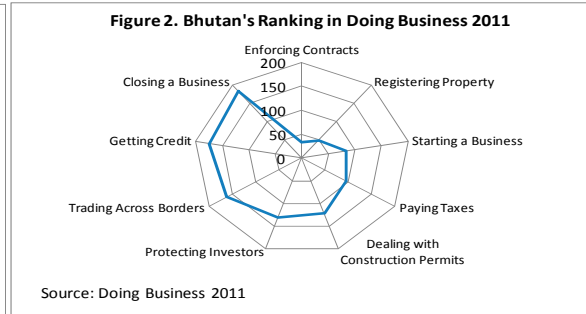 Figure 2. Bhutan's Ranking in Doing Business 2011
Enforcing Contracts
200
150
100
50
0
Closing a Business
Registering Property
Getting Credit
Starting a Business
Trading Across Borders
Paying Taxes
Protecting Investors
Dealing with
Construction Permits
Source: Doing Business 2011